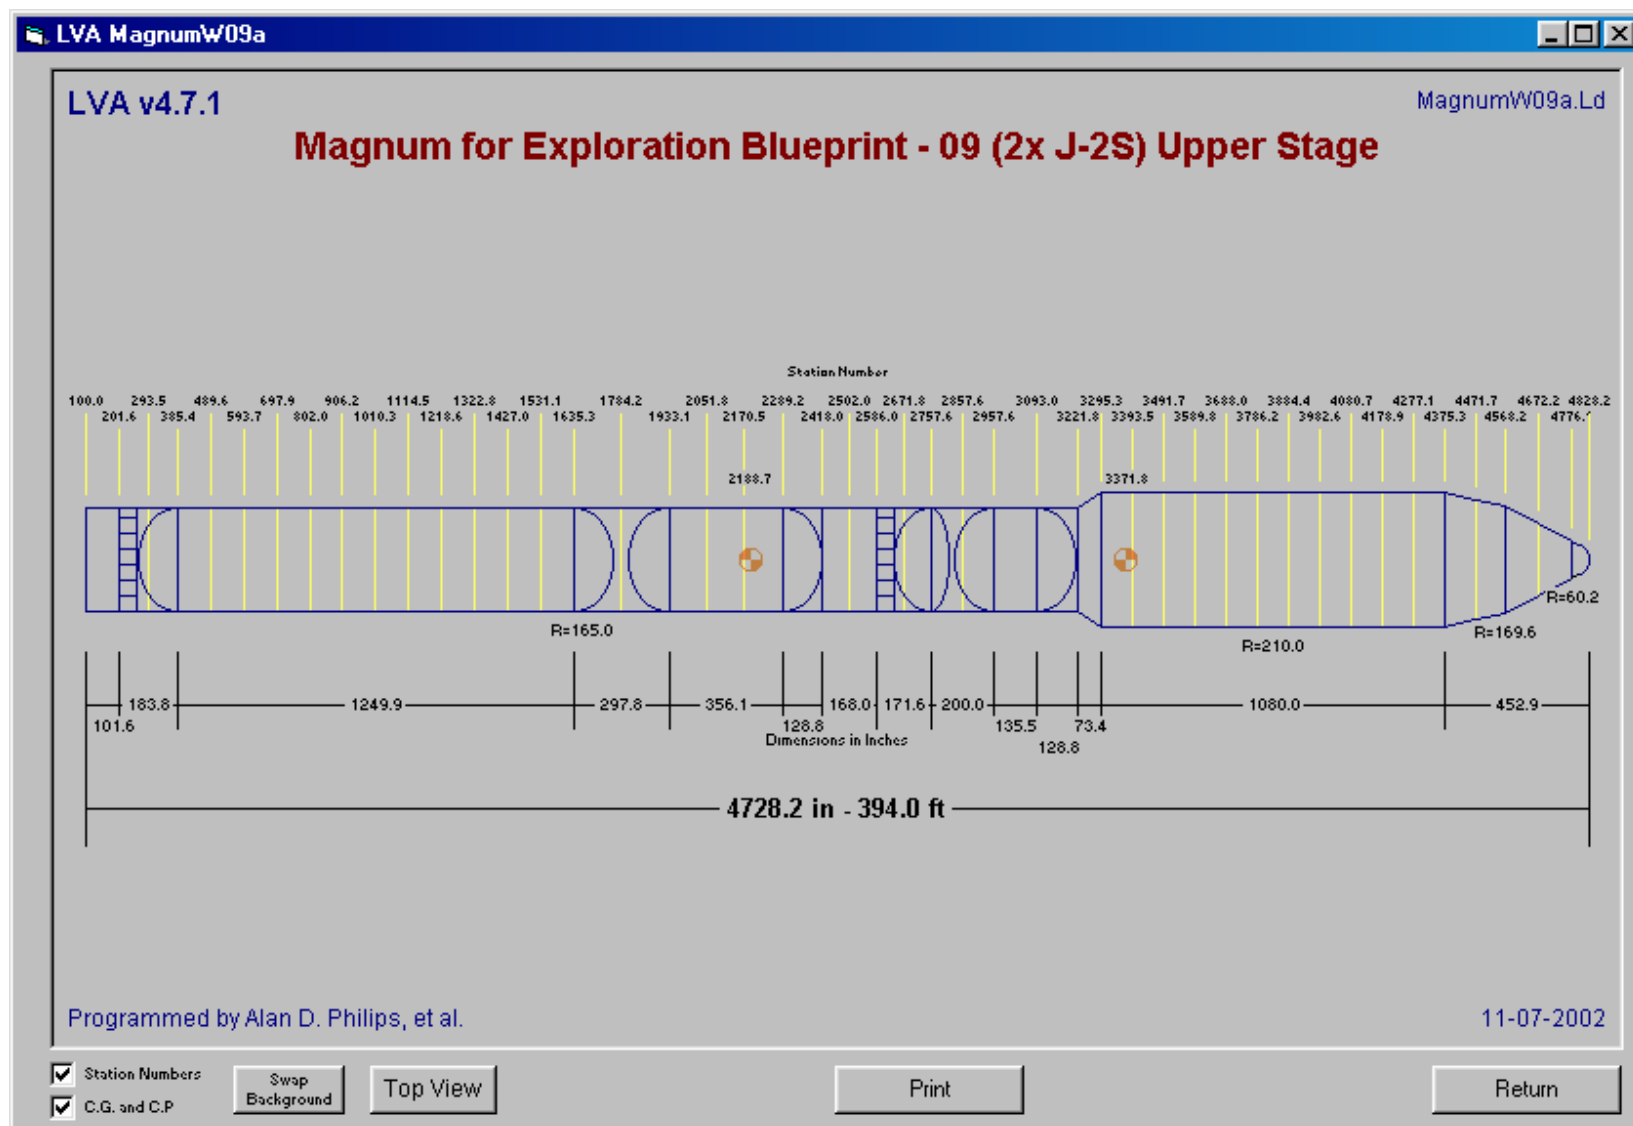 LVA MagnumW09a
LVA v4.7.1
MagnumW09a.Ld
Magnum for Exploration Blueprint - 09 (2x J-2S) Upper Stage
Station Number
100.0 293.5 489.6 697.9 906.2 1114.5 1322.8 1531.1 1784.2 2051.8 2289.2 2502.0 2671.8 2857.6 3093.0 3295.3 3491.7 3688.0 3884.4 4080.7 4277.1 4471.7 4672.2 4828.2
201.6 385.4 593.7 802.0 1010.3 1218.6 1427.0 1635.3 1933.1 2170.5 2418.0 2586.0 2757.6 2957.6 3221.8 3393.5 3589.8 3786.2 3982.6 4178.9 4375.3 4568.2 4776.
2188.7 3371.8
R=60.2
R=165.0 R=169.6
R=210.0
183.8 1249.9 297.8 356.1 168.0 171.6 200.0 1080.0 452.9
101.6 128.8 135.5 73.4
Dimensions in Inches
128.8
4728.2 in - 394.0 ft
Programmed by Alan D. Philips, et al.
11-07-2002
Station Numbers
C.G. and C.P
Swap
Background
Top View
Print
Return